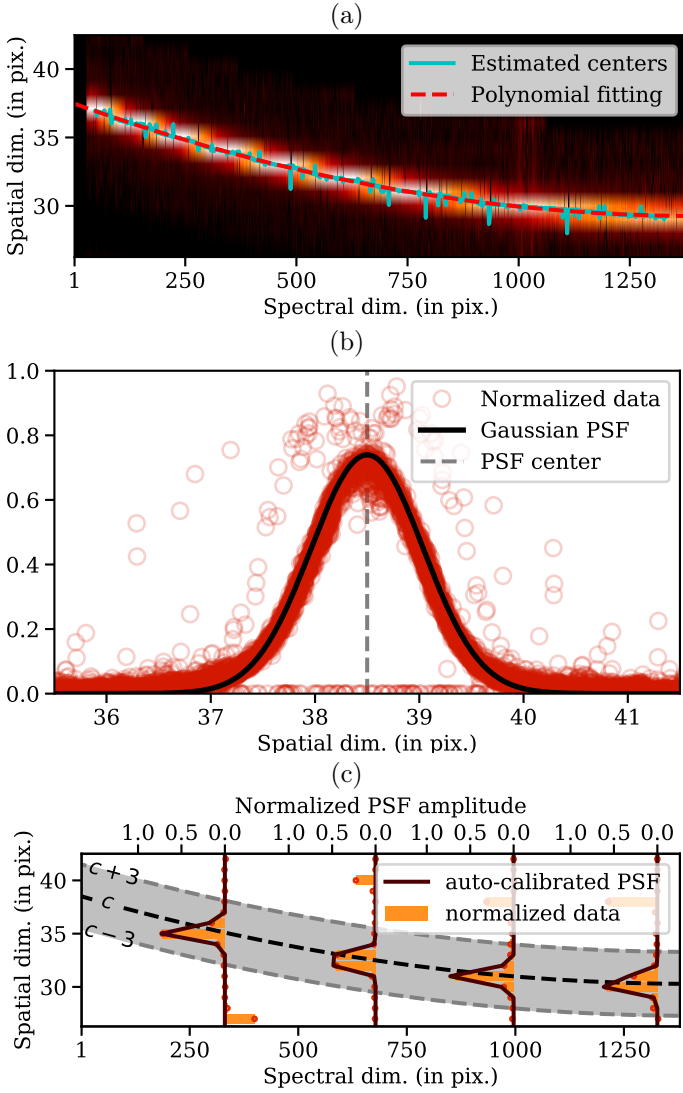 (a)
Spatial dim. (in pix.)
40
35
30
Estimated centers
Polynomial fitting
1 250 500 750 1000 1250
Spectral dim. (in pix.)
(b)
1.0
0.8
0.6
0.4
0.2
0.0
Normalized data
Gaussian PSF
PSF center
36 37 38 39 40 41
Spatial dim. (in pix.)
(c)
Normalized PSF amplitude
1.0 0.5 0.0 1.0 0.5 0.0 1.0 0.5 0.0 1.0 0.5 0.0
Spatial dim. (in pix.)
40
35
30
c + 3
c
c − 3
auto-calibrated PSF
normalized data
1 250 500 750 1000 1250
Spectral dim. (in pix.)